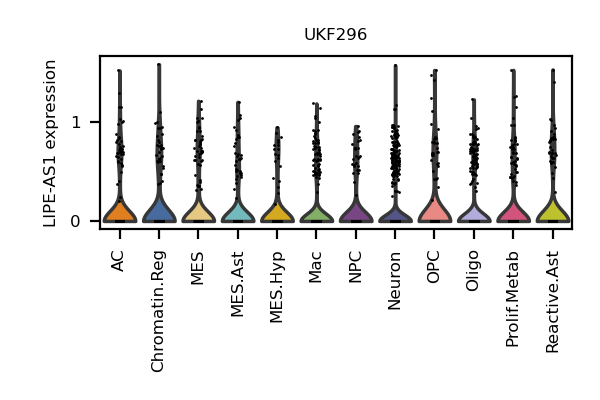 UKF296
LIPE-AS1 expression
1
0
AC
Chromatin.Reg
MES
MES.Ast
MES.Hyp
Mac
NPC
Neuron
OPC
Oligo
Prolif.Metab
Reactive.Ast